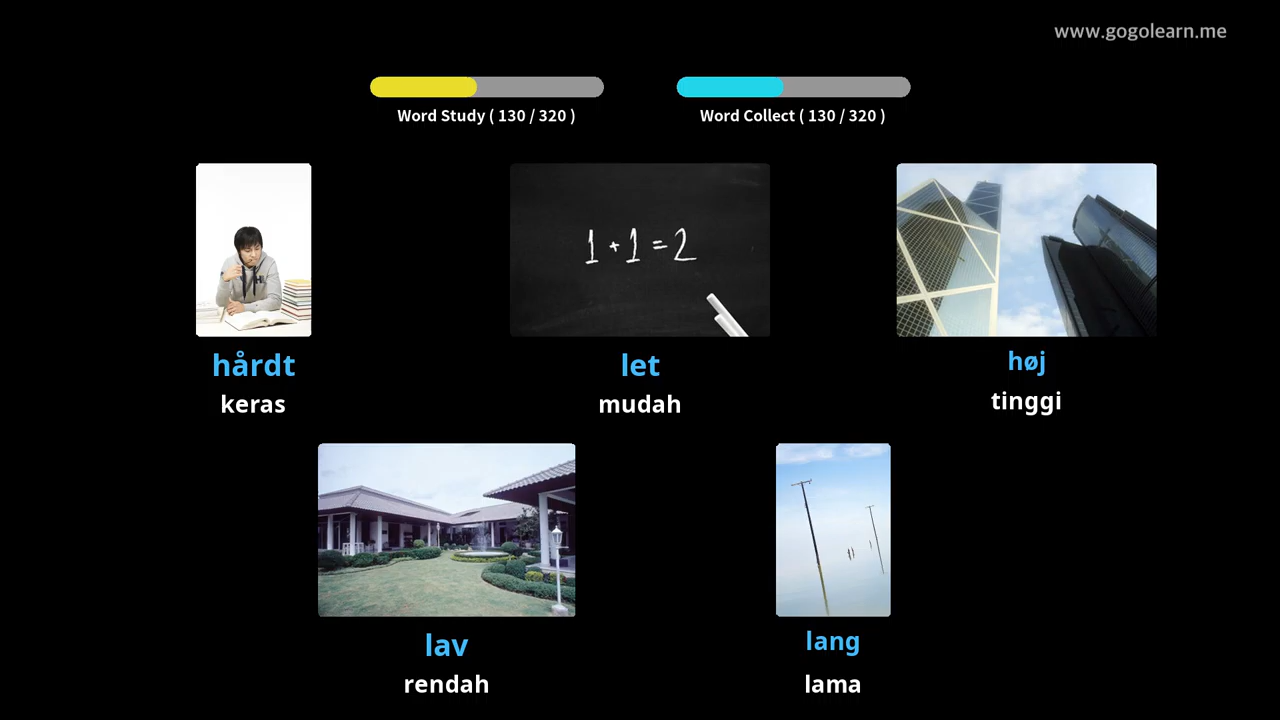 www.gogolearn.me
Word Study ( 130 / 320 )
Word Collect ( 130 / 320 )
1+1=2
hårdt
keras
let
mudah
høj
tinggi
lav
rendah
lang
lama